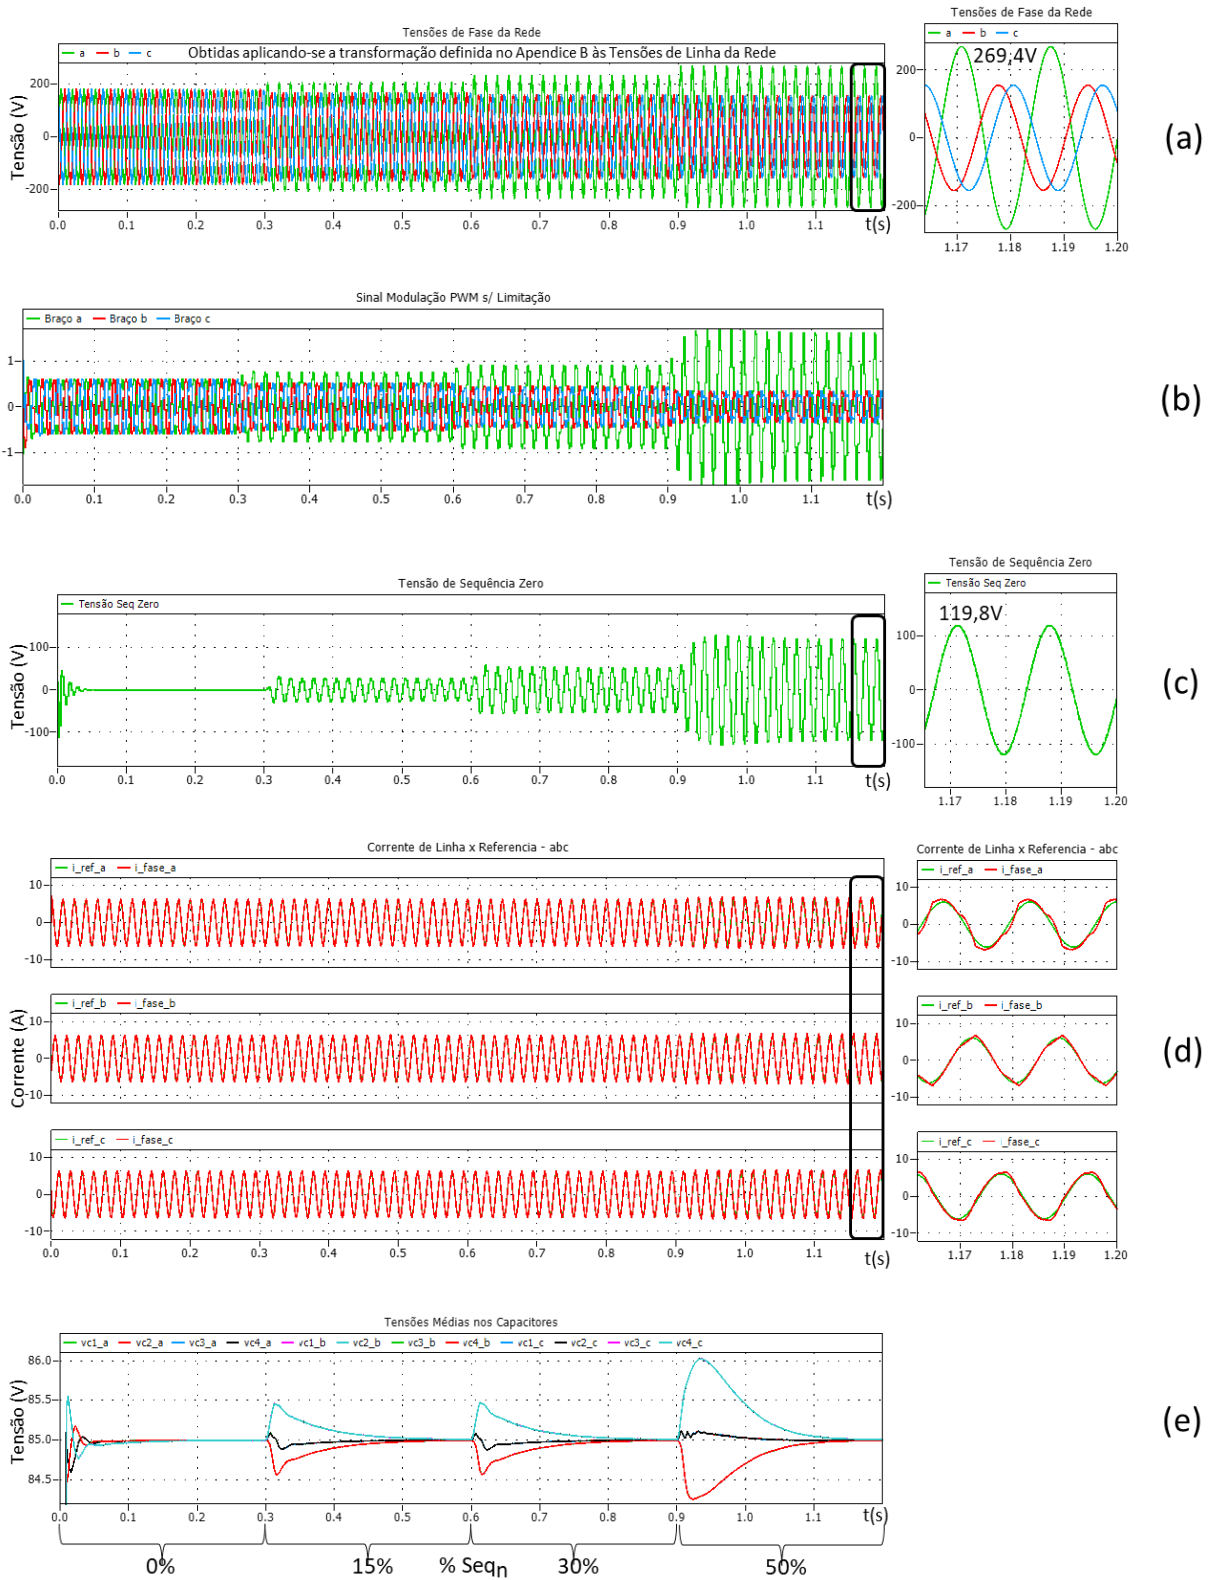 Tensões de Fase da Rede
a b c Obtidas aplicando-se a transformação definida no Apendice B às Tensões de Linha da Rede
Tensão (V)
200
0
-200
0.0 0.1 0.2 0.3 0.4 0.5 0.6 0.7 0.8 0.9 1.0 1.1 t(s)
Tensões de Fase da Rede
a b c
269,4V
200
0
-200
1.17 1.18 1.19 1.20
(a)
Sinal Modulação PWM s/ Limitação
Braço a Braço b Braço c
1
0
-1
0.0 0.1 0.2 0.3 0.4 0.5 0.6 0.7 0.8 0.9 1.0 1.1 t(s)
(b)
Tensão de Sequência Zero
Tensão Seq Zero
Tensão (V)
100
0
-100
0.0 0.1 0.2 0.3 0.4 0.5 0.6 0.7 0.8 0.9 1.0 1.1 t(s)
Tensão de Sequência Zero
Tensão Seq Zero
119,8V
100
0
-100
1.17 1.18 1.19 1.20
(c)
Corrente de Linha x Referencia - abc
i_ref_a i_fase_a
10
0
-10
i_ref_b i_fase_b
Corrente (A)
10
0
-10
i_ref_c i_fase_c
10
0
-10
0.0 0.1 0.2 0.3 0.4 0.5 0.6 0.7 0.8 0.9 1.0 1.1
t(s)
Corrente de Linha x Referencia - abc
i_ref_a i_fase_a
10
0
-10
i_ref_b i_fase_b
10
0
-10
i_ref_c i_fase_c
10
0
-10
1.17 1.18 1.19 1.20
(d)
Tensões Médias nos Capacitores
vc1_a vc2_a vc3_a vc4_a vc1_b vc2_b vc3_b vc4_b vc1_c vc2_c vc3_c vc4_c
Tensão (V)
86.0
85.5
85.0
84.5
0.0 0.1 0.2 0.3 0.4 0.5 0.6 0.7 0.8 0.9 1.0 1.1 t(s)
(e)
0% 15% % Seqn 30% 50%